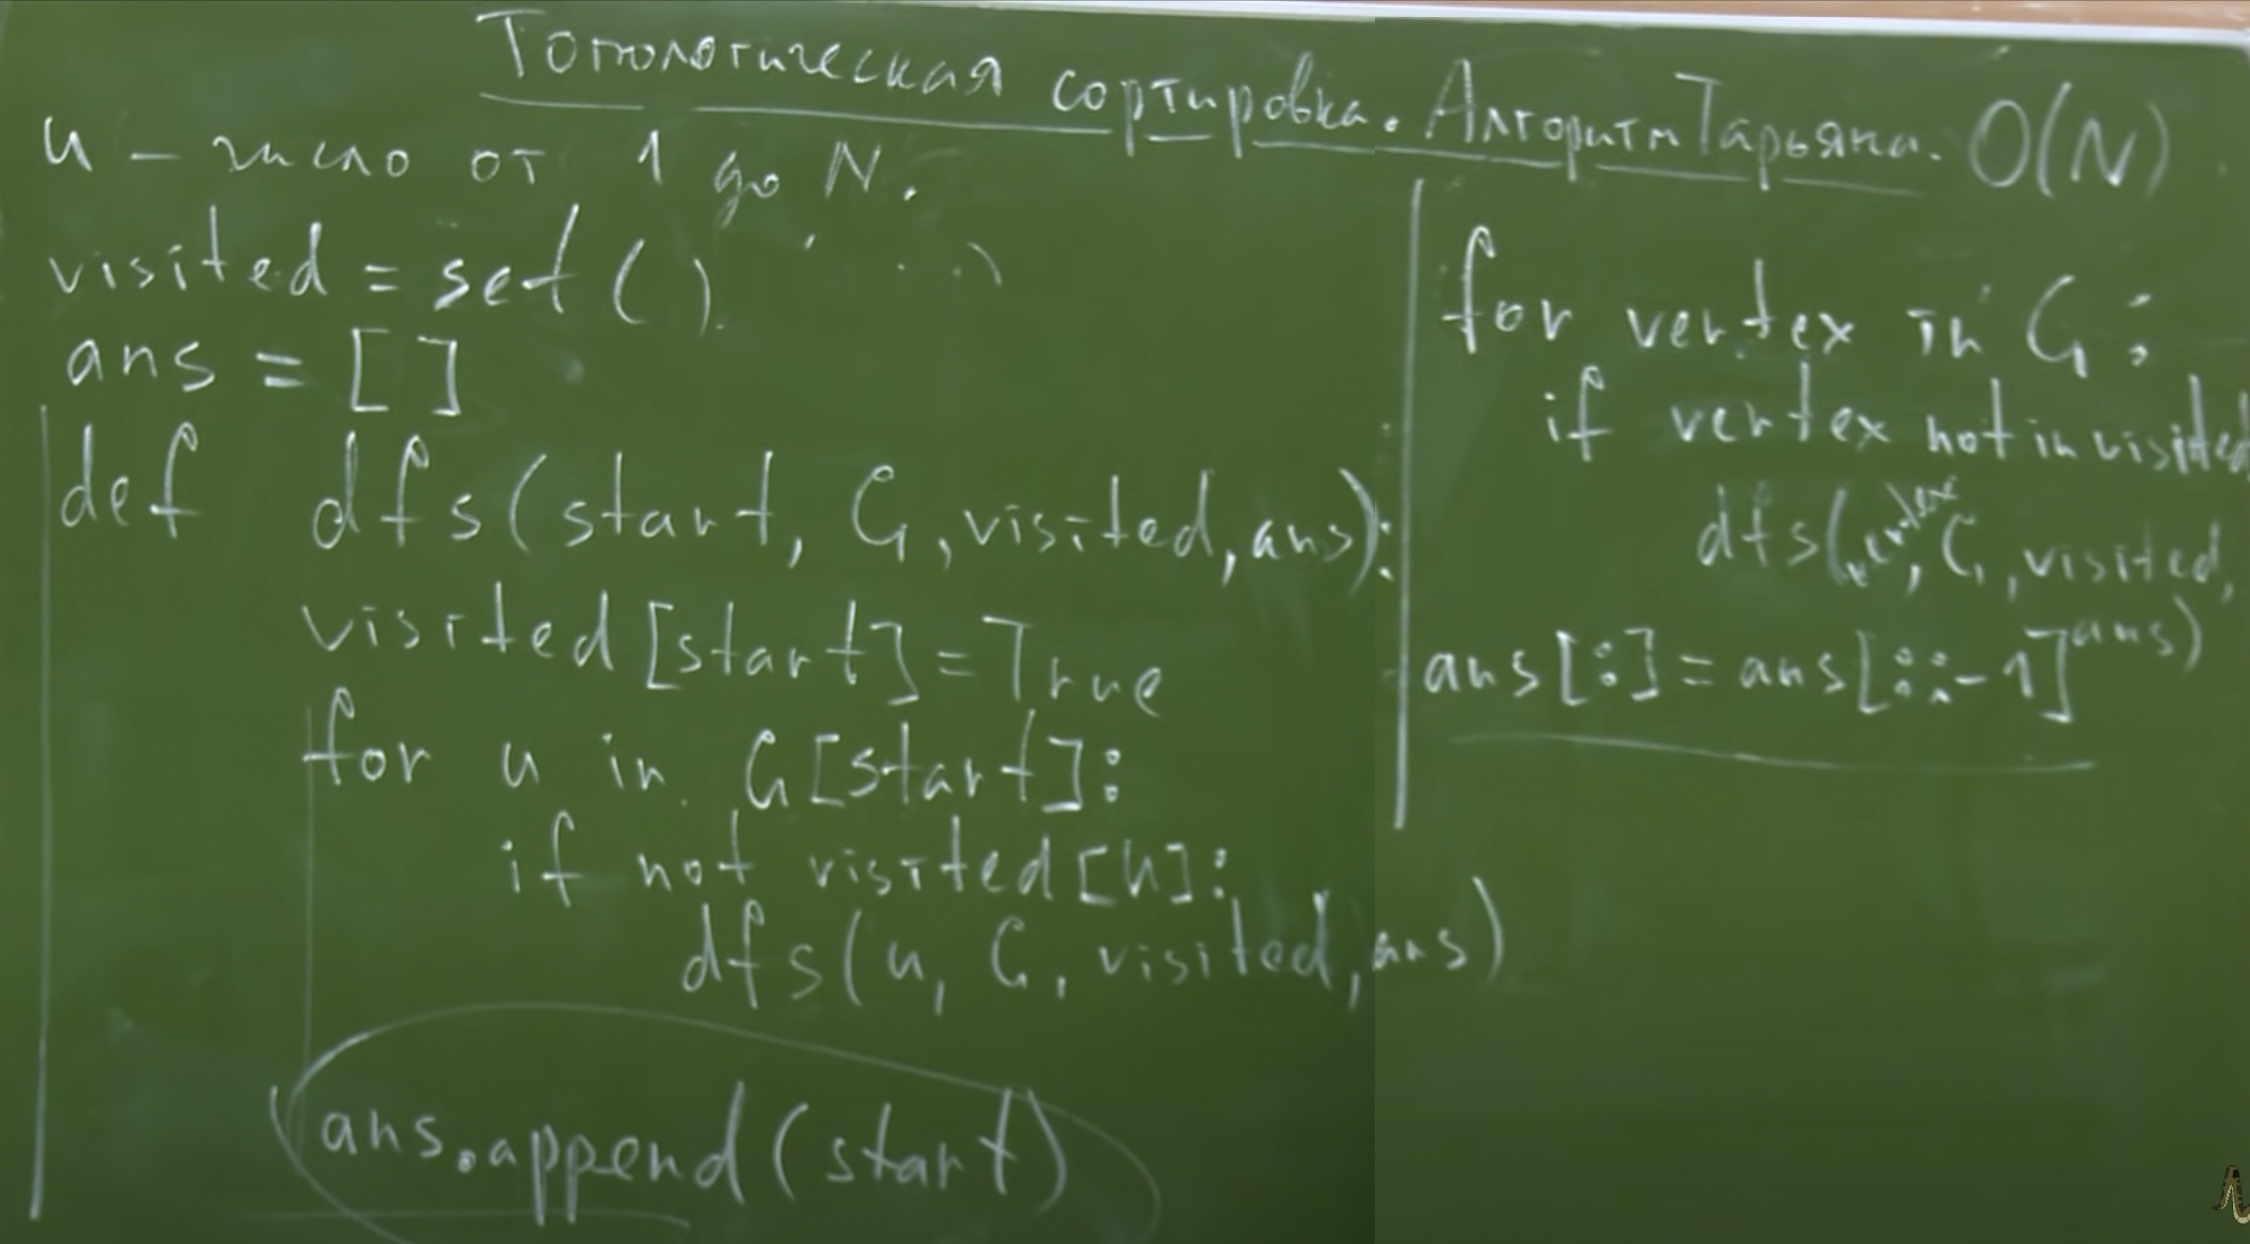 Топологическая сортировка. Алгоритм Тарьяна. O(N)
u - число от 1 до N.
visited = set()
ans = []
def dfs(start, G, visited, ans):
visited[start] = True
for u in G[start]:
if not visited[u]:
dfs(u, G, visited, ans)
ans.append(start)
for vertex in G:
if vertex not in visited
dfs(vertex, G, visited,
ans)
ans[:] = ans[::-1]